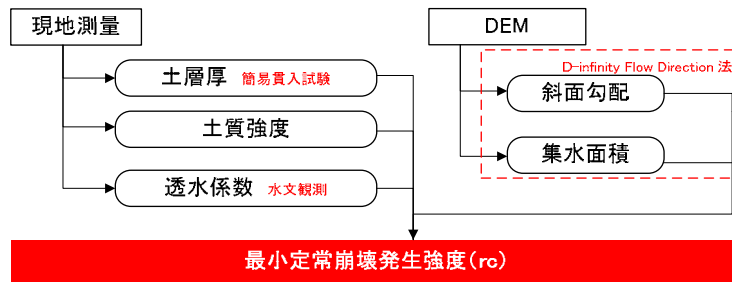 現地測量
土層厚 簡易貫入試験
土質強度
透水係数 水文観測
DEM
D-infinity Flow Direction 法
斜面勾配
集水面積
最小定常崩壊発生強度(rc)